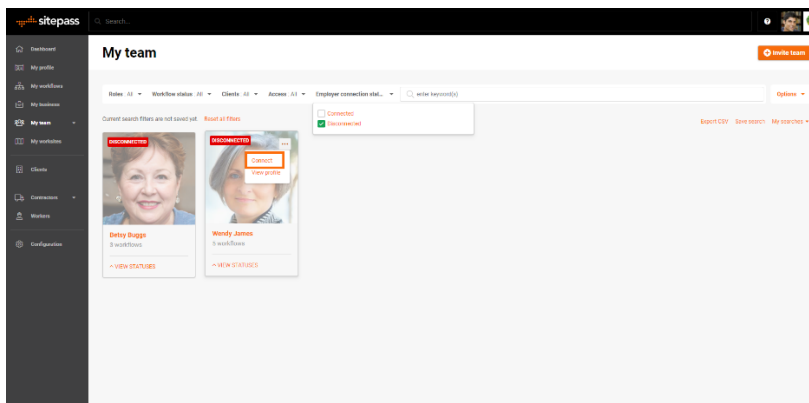 sitepass
Search...
?
Dashboard
My profile
My workflows
My business
My team
My worksites
Clients
Contractors
Workers
Configuration
My team
Invite team
Roles All
Workflow status All
Clients All
Access All
Employer connection stat...
enter keyword(s)
Options
Connected
Disconnected
Current search filters are not saved yet Reset all filters
Export CSV Save search My searches
DISCONNECTED
Betsy Buggs
3 workflows
VIEW STATUSES
DISCONNECTED
Connect
View profile
Wendy James
5 workflows
VIEW STATUSES